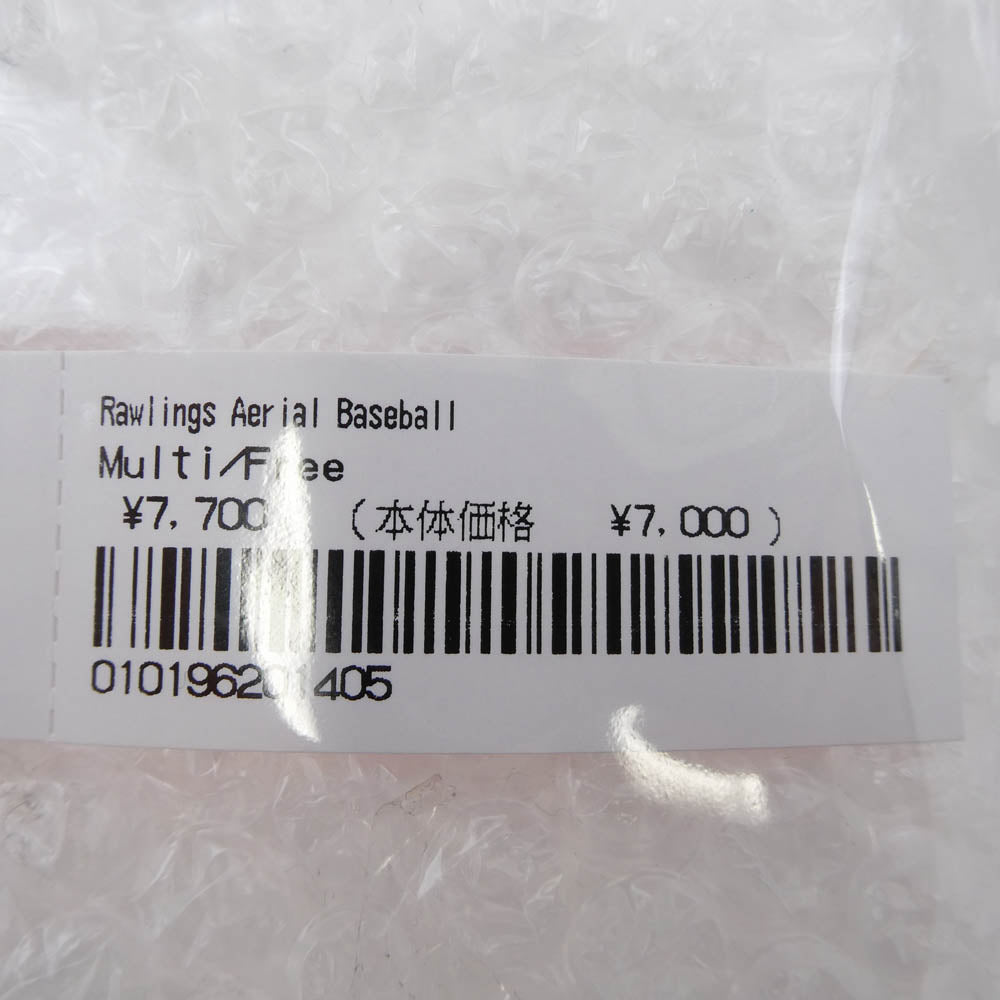 Rawlings Aerial Baseball
Multi/Free
¥7,700 (本体価格 ¥7,000)
010196201405